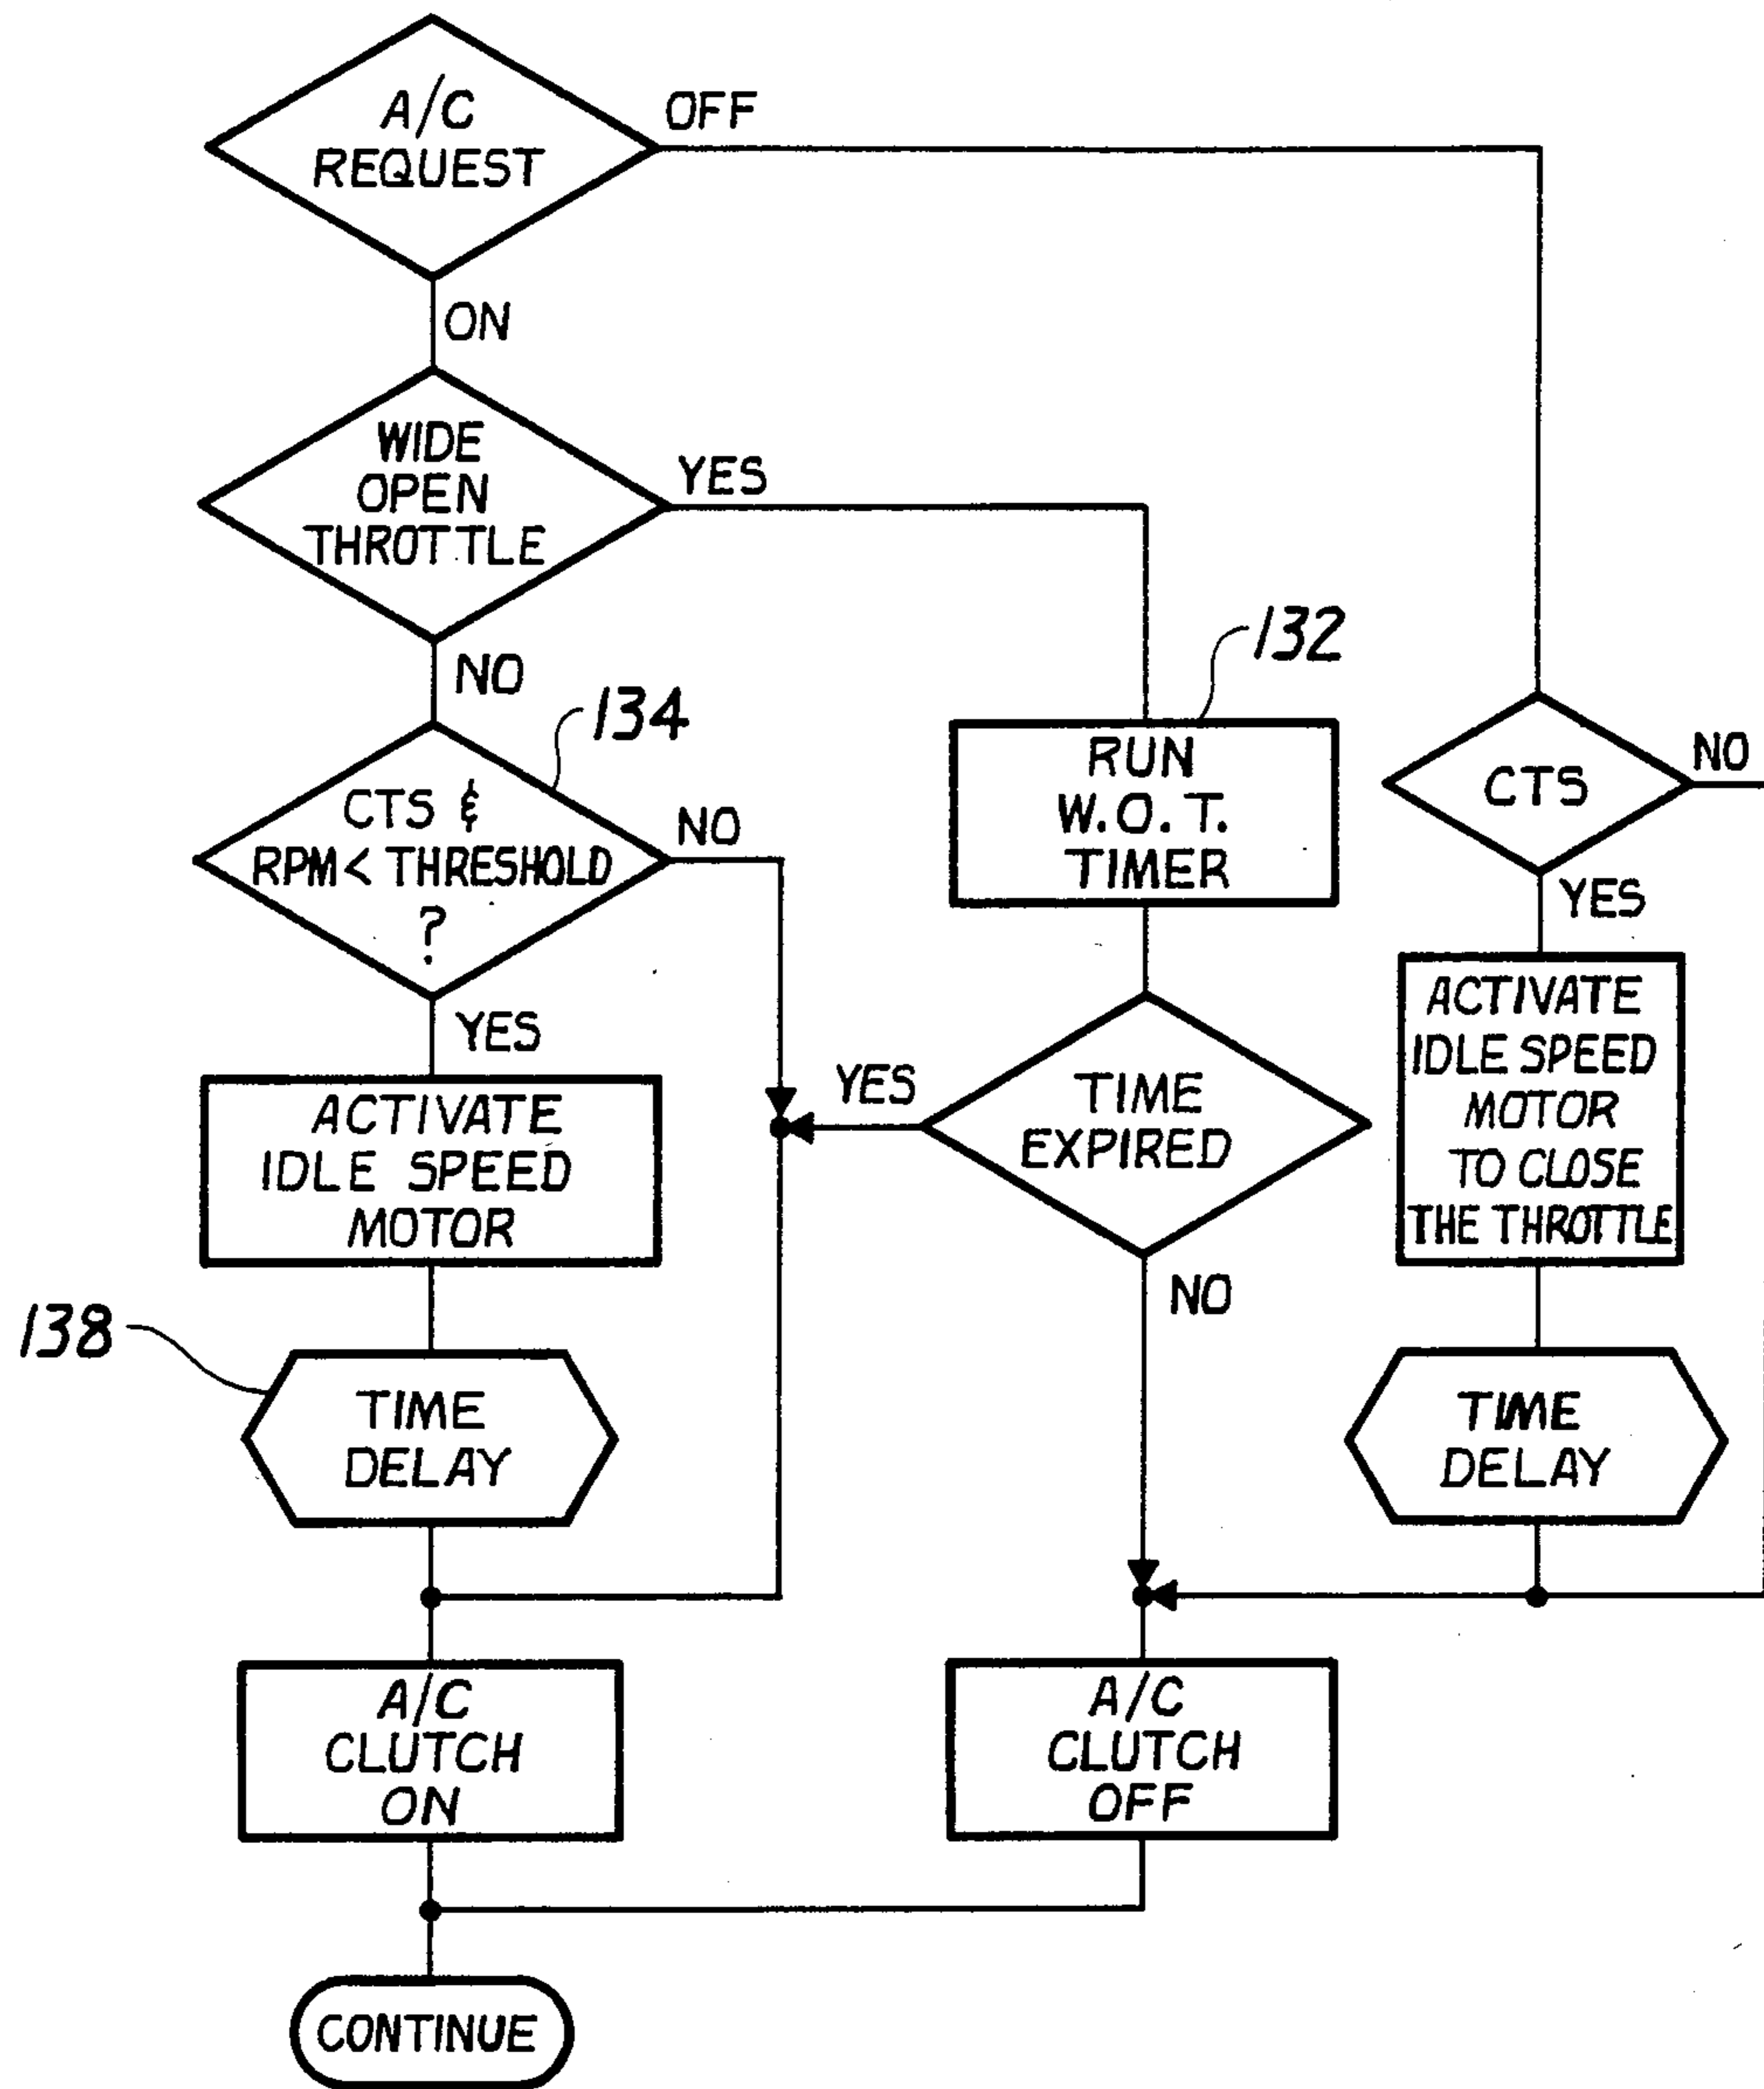 A/C
REQUEST
OFF
ON
WIDE
OPEN
THROTTLE
YES
NO
132
134
CTS &
RPM < THRESHOLD
?
NO
RUN
W.O.T.
TIMER
CTS
NO
YES
YES
ACTIVATE
IDLE SPEED
MOTOR
TO CLOSE
THE THROTTLE
ACTIVATE
IDLE SPEED
MOTOR
YES
TIME
EXPIRED
NO
138
TIME
DELAY
TIME
DELAY
A/C
CLUTCH
ON
A/C
CLUTCH
OFF
CONTINUE